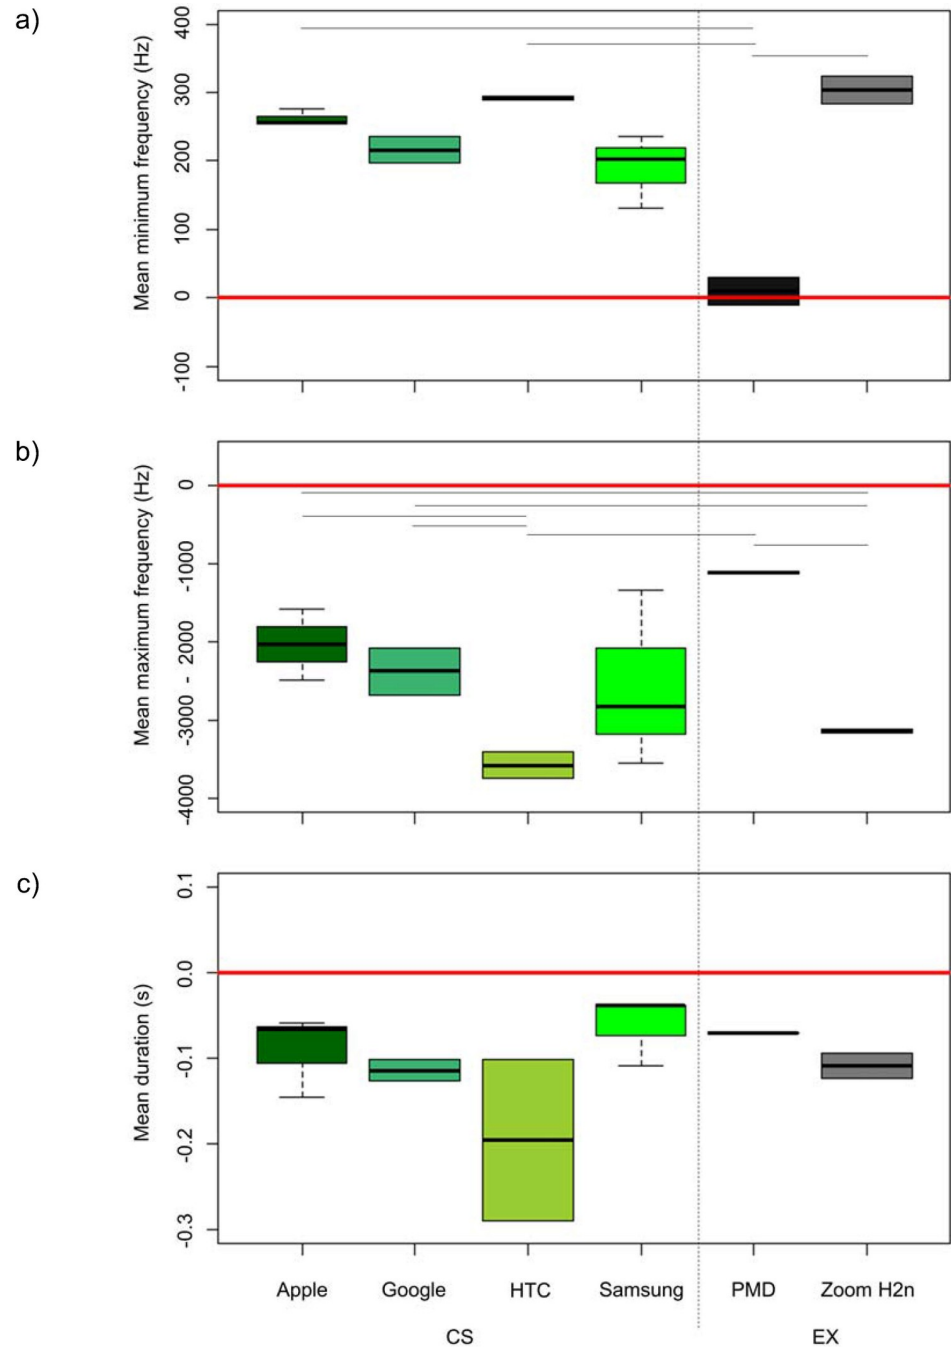 a)
Mean minimum frequency (Hz)
400
300
200
100
0
-100
b)
Mean maximum frequency (Hz)
0
-1000
- 2000
-3000
-4000
c)
Mean duration (s)
0.1
0.0
-0.1
-0.2
-0.3
Apple Google HTC Samsung PMD Zoom H2n
CS EX